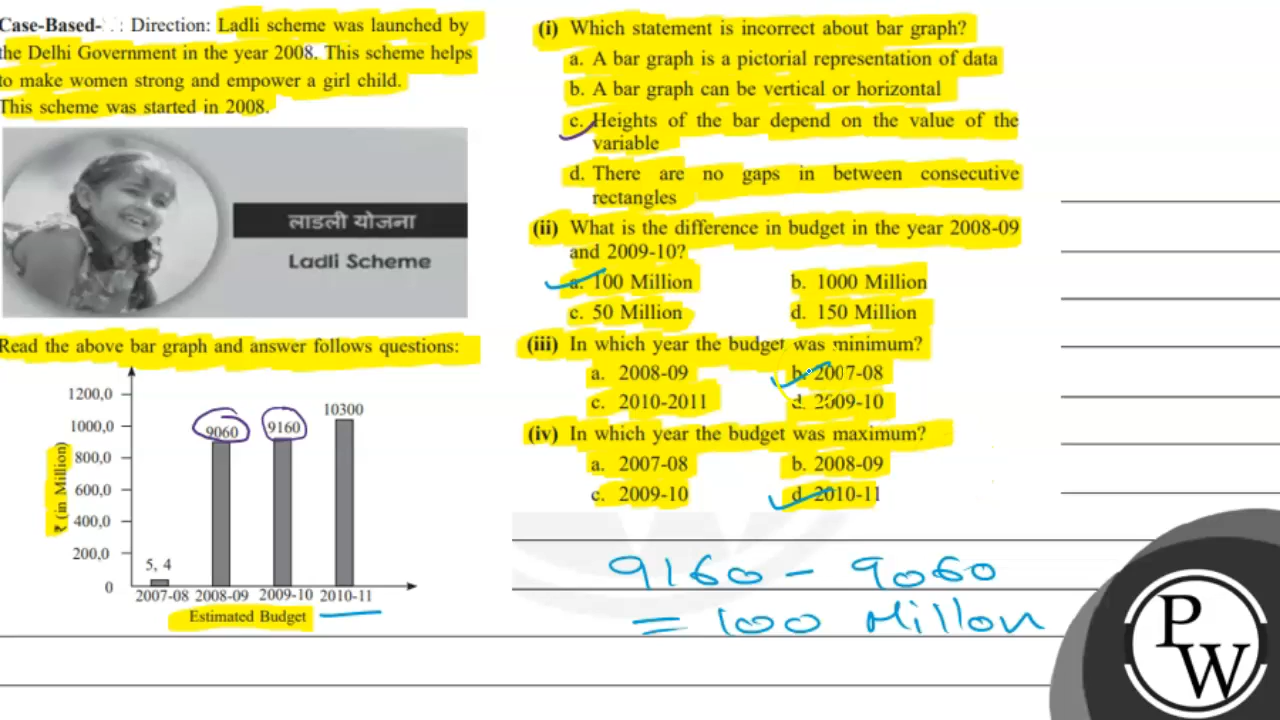 Case-Based- : Direction: Ladli scheme was launched by
the Delhi Government in the year 2008. This scheme helps
to make women strong and empower a girl child.
This scheme was started in 2008.
लाडली योजना
Ladli Scheme
Read the above bar graph and answer follows questions:
₹ (in Million)
1200,0
1000,0
800,0
600,0
400,0
200,0
0
5, 4
9060
9160
10300
2007-08 2008-09 2009-10 2010-11
Estimated Budget
(i) Which statement is incorrect about bar graph?
a. A bar graph is a pictorial representation of data
b. A bar graph can be vertical or horizontal
c. Heights of the bar depend on the value of the
variable
d. There are no gaps in between consecutive
rectangles
(ii) What is the difference in budget in the year 2008-09
and 2009-10?
a. 100 Million b. 1000 Million
c. 50 Million d. 150 Million
(iii) In which year the budget was minimum?
a. 2008-09 b. 2007-08
c. 2010-2011 d. 2009-10
(iv) In which year the budget was maximum?
a. 2007-08 b. 2008-09
c. 2009-10 d. 2010-11
9160 - 9060
= 100 Millon
PW